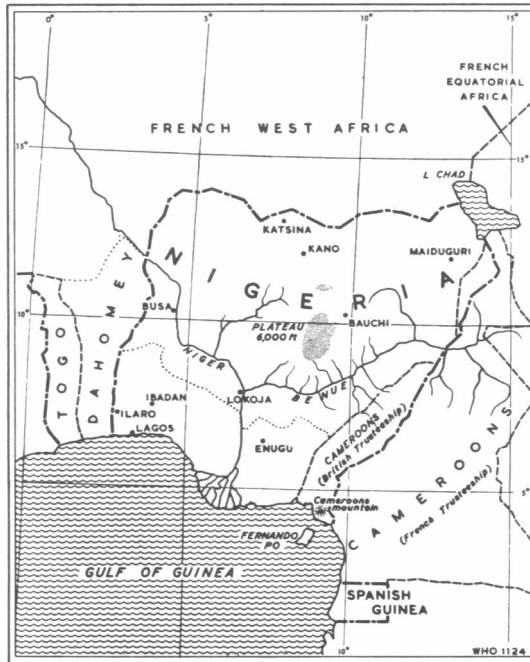 0°
5°
10°
15°
FRENCH
EQUATORIAL
AFRICA
FRENCH WEST AFRICA
15°
15°
L. CHAD
KATSINA
KANO
MAIDUGURI
NIGERIA
DAHOMEY
TOGO
BUSA
10°
10°
PLATEAU
6,000 ft
BAUCHI
NIGER
BENUE
LOKOJA
IBADAN
ILARO
LAGOS
ENUGU
CAMEROONS
(British Trusteeship)
CAMEROONS
(French Trusteeship)
5°
Cameroons
mountain
FERNANDO
PO
GULF OF GUINEA
SPANISH
GUINEA
10°
15°
WHO 1124